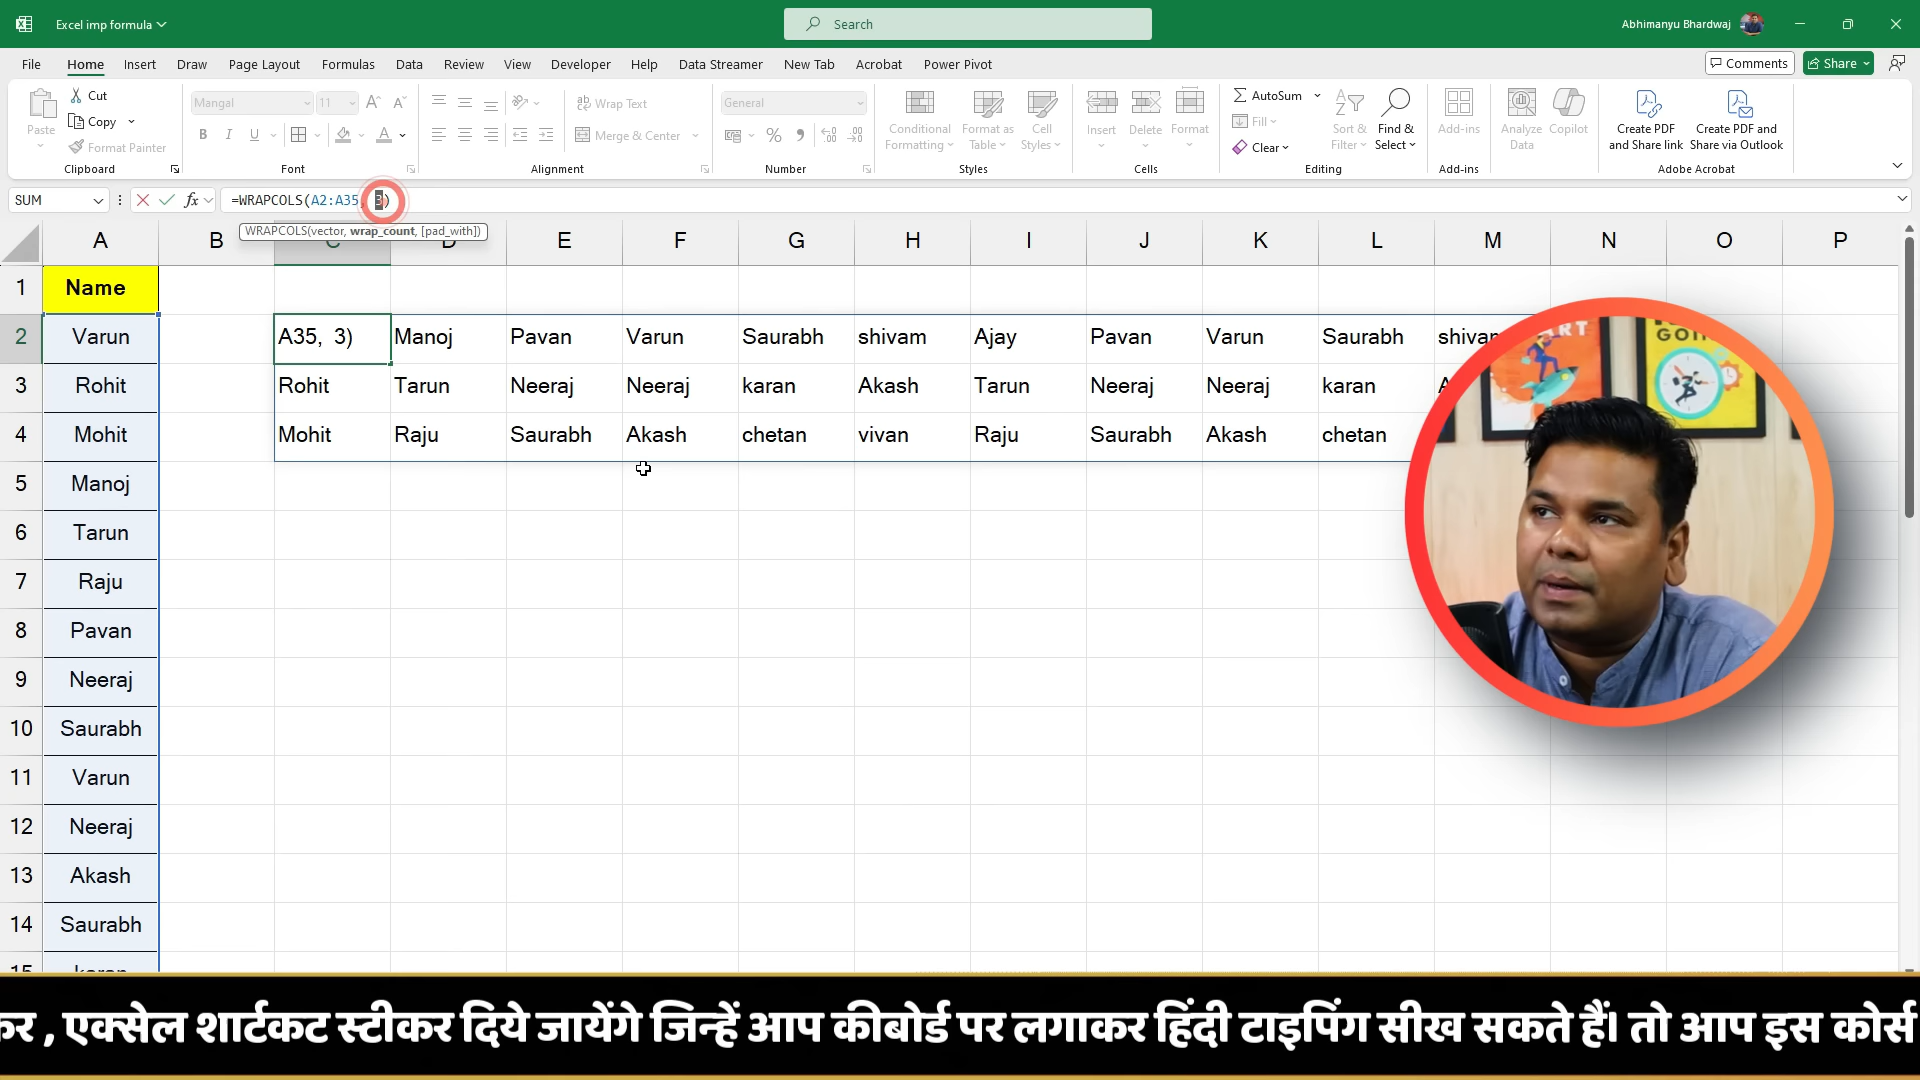 Excel imp formula
Search
Abhimanyu Bhardwaj
File Home Insert Draw Page Layout Formulas Data Review View Developer Help Data Streamer New Tab Acrobat Power Pivot
Comments Share
Paste Cut Copy Format Painter Clipboard
Mangal 11 B I U A Font
ab Wrap Text Merge & Center Alignment
General % Number
Conditional Formatting Format as Table Cell Styles Styles
Insert Delete Format Cells
AutoSum Fill Clear Sort & Filter Find & Select Editing
Add-ins Add-ins
Analyze Data Copilot
Create PDF and Share link Create PDF and Share via Outlook Adobe Acrobat
SUM fx =WRAPCOLS(A2:A35, 3)
WRAPCOLS(vector, wrap_count, [pad_with])
A B C D E F G H I J K L M N O P
1 Name
2 Varun A35, 3) Manoj Pavan Varun Saurabh shivam Ajay Pavan Varun Saurabh
3 Rohit Rohit Tarun Neeraj Neeraj karan Akash Tarun Neeraj Neeraj karan
4 Mohit Mohit Raju Saurabh Akash chetan vivan Raju Saurabh Akash chetan
5 Manoj
6 Tarun
7 Raju
8 Pavan
9 Neeraj
10 Saurabh
11 Varun
12 Neeraj
13 Akash
14 Saurabh
, एक्सेल शार्टकट स्टीकर दिये जायेंगे जिन्हें आप कीबोर्ड पर लगाकर हिंदी टाइपिंग सीख सकते हैं। तो आप इस कोर्स